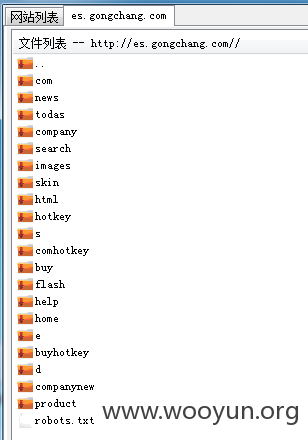 网站列表 es.gongchang.com
文件列表 -- http://es.gongchang.com//
..
com
news
todas
company
search
images
skin
html
hotkey
s
comhotkey
buy
flash
help
home
e
buyhotkey
d
companynew
product
robots.txt
www.wooyun.org